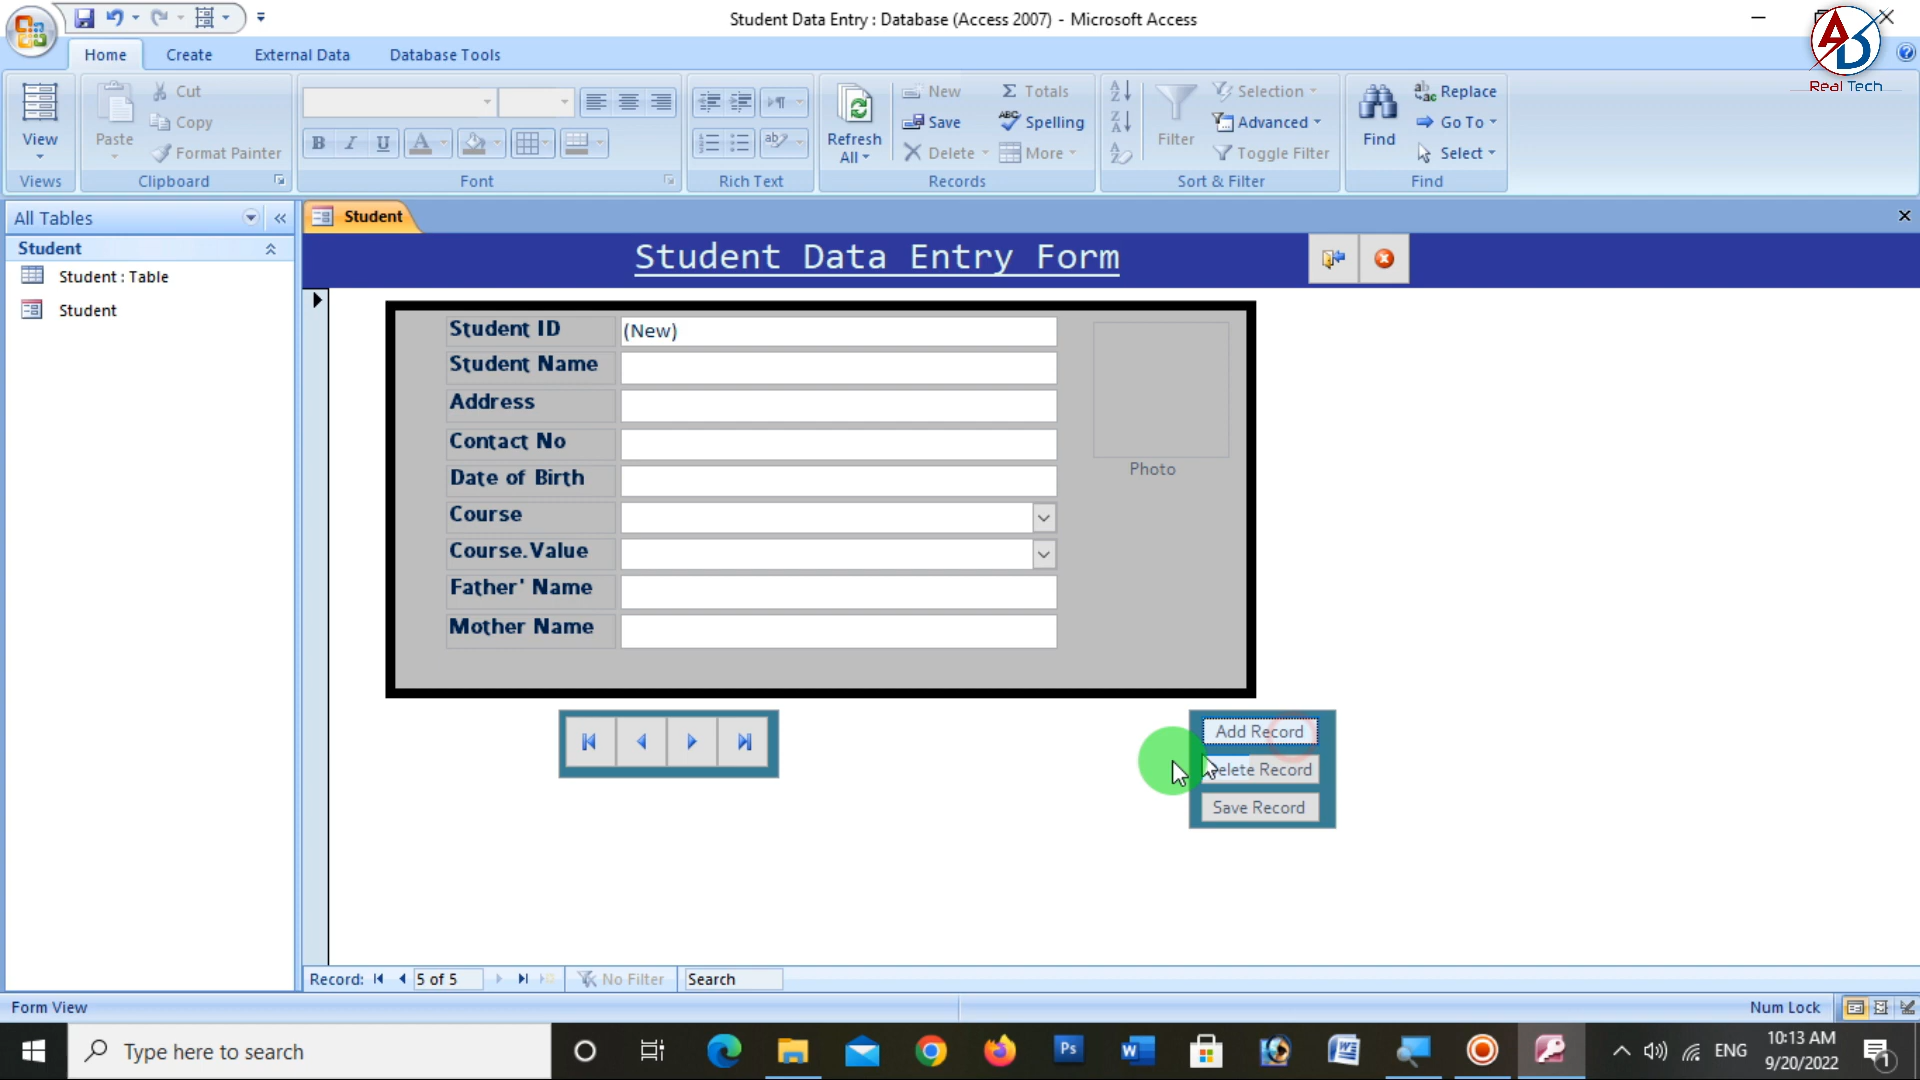 Student Data Entry : Database (Access 2007) - Microsoft Access
Home
Create
External Data
Database Tools
Real Tech
View
Views
Paste
Cut
Copy
Format Painter
Clipboard
B I U A
Font
ab
Rich Text
Refresh
All
New
Save
Delete
Totals
Spelling
More
Records
Filter
Selection
Advanced
Toggle Filter
Sort & Filter
Find
Replace
Go To
Select
Find
All Tables
Student
Student : Table
Student
Student
Student Data Entry Form
Student ID
(New)
Student Name
Address
Contact No
Date of Birth
Course
Course.Value
Father' Name
Mother Name
Photo
Add Record
elete Record
Save Record
Record:
5 of 5
No Filter
Search
Form View
Num Lock
Type here to search
Ps
W
ENG
10:13 AM
9/20/2022
1